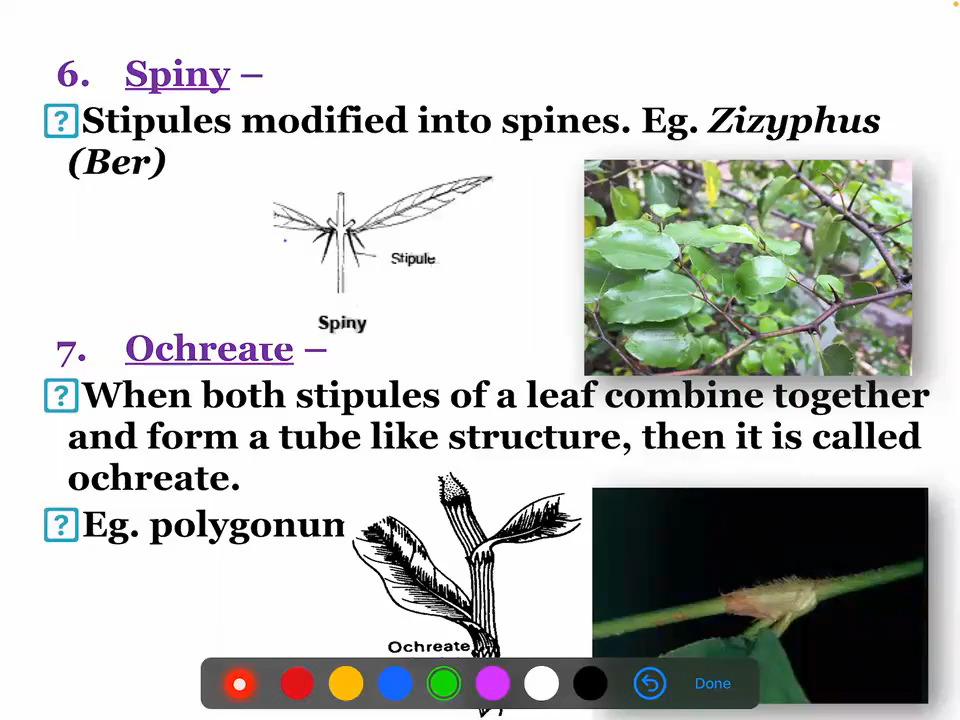 6. Spiny –
Stipules modified into spines. Eg. Zizyphus
(Ber)
Stipule
Spiny
7. Ochreate –
When both stipules of a leaf combine together
and form a tube like structure, then it is called
ochreate.
Eg. polygonum
Ochreate
Done